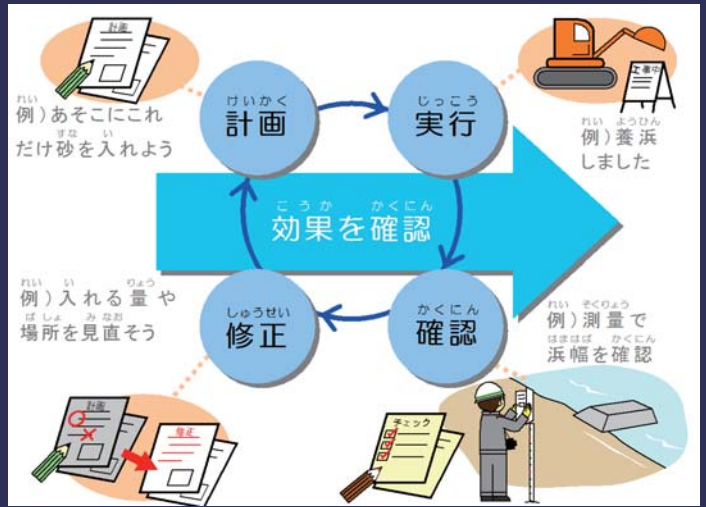 計画
れい
例）あそこにこれ
すな い
だけ砂を入れよう
けいかく
計画
じっこう
実行
工事中
れい ようひん
例）養浜
しました
こうか かくにん
効果を確認
れい い りょう
例）入れる量や
ばしょ みなお
場所を見直そう
しゅうせい
修正
かくにん
確認
れい そくりょう
例）測量で
はまはば かくにん
浜幅を確認
計画
修正
チェック